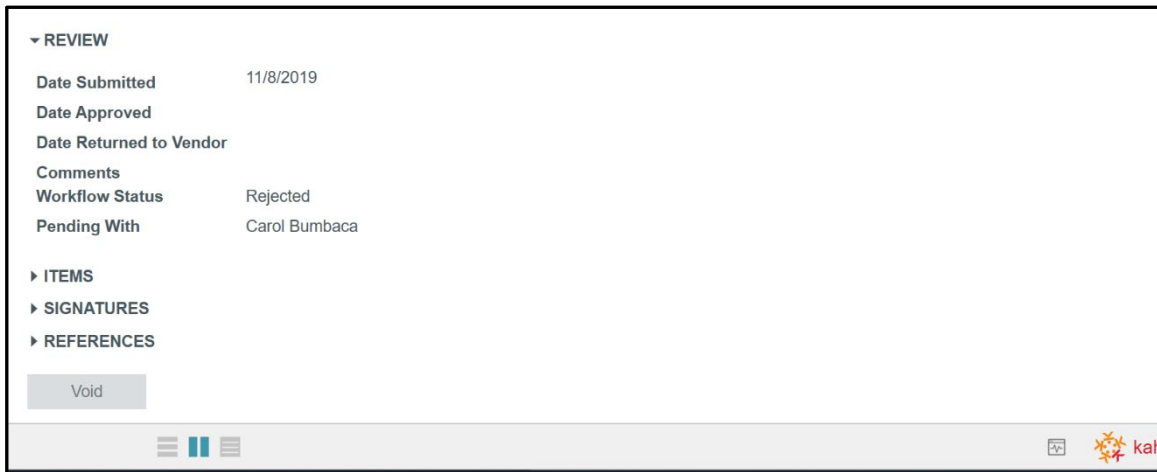 REVIEW
Date Submitted 11/8/2019
Date Approved
Date Returned to Vendor
Comments
Workflow Status Rejected
Pending With Carol Bumbaca
ITEMS
SIGNATURES
REFERENCES
Void
kah